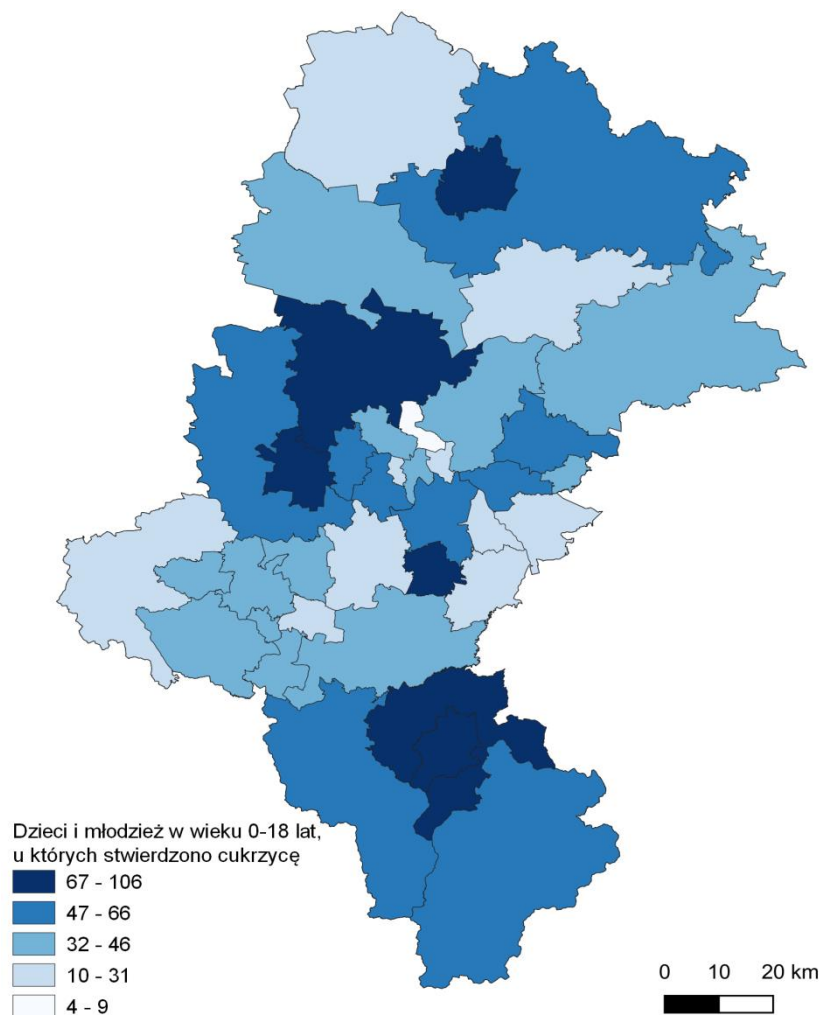 Dzieci i młodzież w wieku 0-18 lat,
u których stwierdzono cukrzycę
67 - 106
47 - 66
32 - 46
10 - 31
4 - 9
0 10 20 km